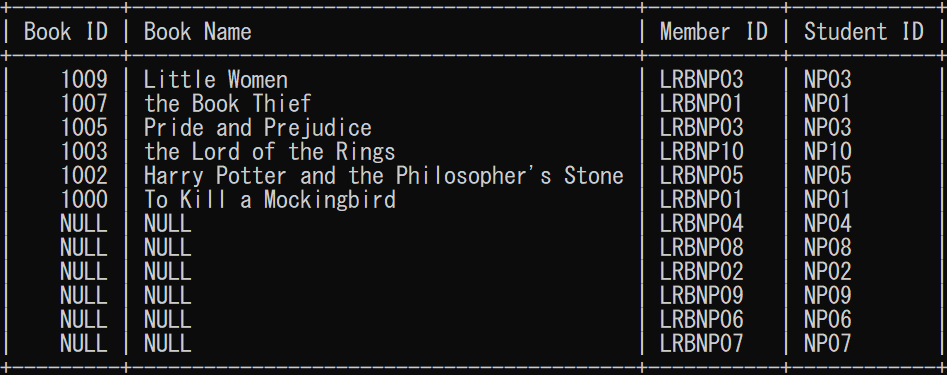 | Book ID | Book Name | Member ID | Student ID |
| 1009 | Little Women | LRBNP03 | NP03 |
| 1007 | the Book Thief | LRBNP01 | NP01 |
| 1005 | Pride and Prejudice | LRBNP03 | NP03 |
| 1003 | the Lord of the Rings | LRBNP10 | NP10 |
| 1002 | Harry Potter and the Philosopher's Stone | LRBNP05 | NP05 |
| 1000 | To Kill a Mockingbird | LRBNP01 | NP01 |
| NULL | NULL | LRBNP04 | NP04 |
| NULL | NULL | LRBNP08 | NP08 |
| NULL | NULL | LRBNP02 | NP02 |
| NULL | NULL | LRBNP09 | NP09 |
| NULL | NULL | LRBNP06 | NP06 |
| NULL | NULL | LRBNP07 | NP07 |